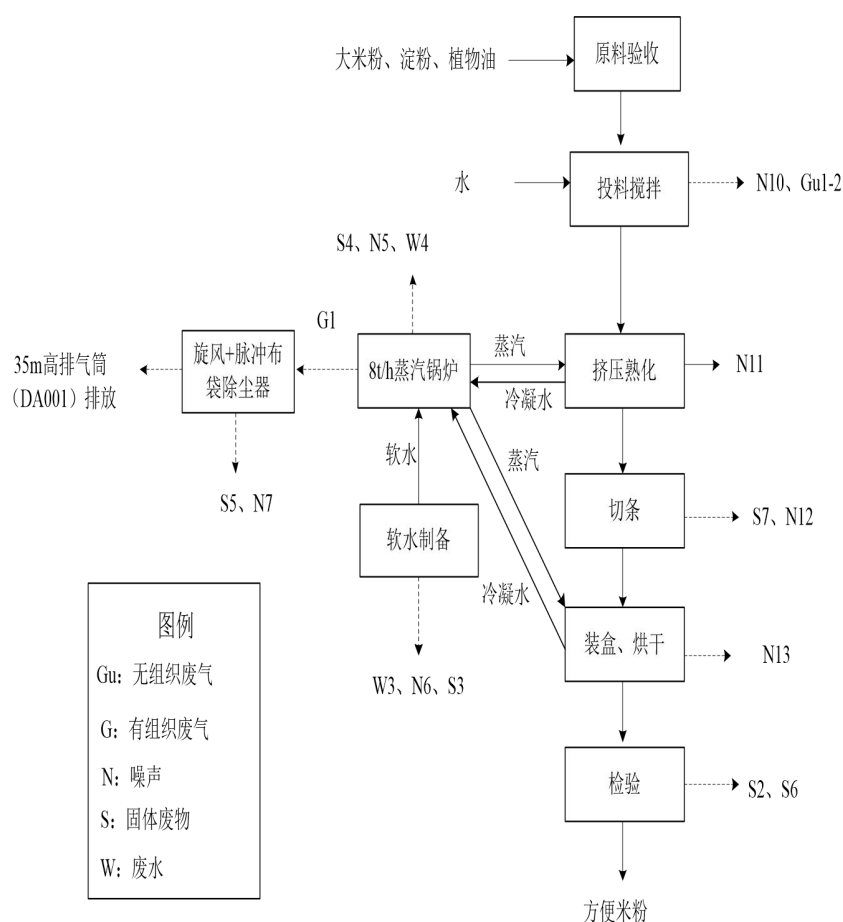 大米粉、淀粉、植物油
原料验收
水
投料搅拌
N10、Gu1-2
S4、N5、W4
G1
35m高排气筒
（DA001）排放
旋风+脉冲布
袋除尘器
8t/h蒸汽锅炉
蒸汽
冷凝水
挤压熟化
N11
软水
蒸汽
S5、N7
软水制备
切条
S7、N12
冷凝水
装盒、烘干
N13
W3、N6、S3
检验
S2、S6
方便米粉
图例
Gu: 无组织废气
G: 有组织废气
N: 噪声
S: 固体废物
W: 废水